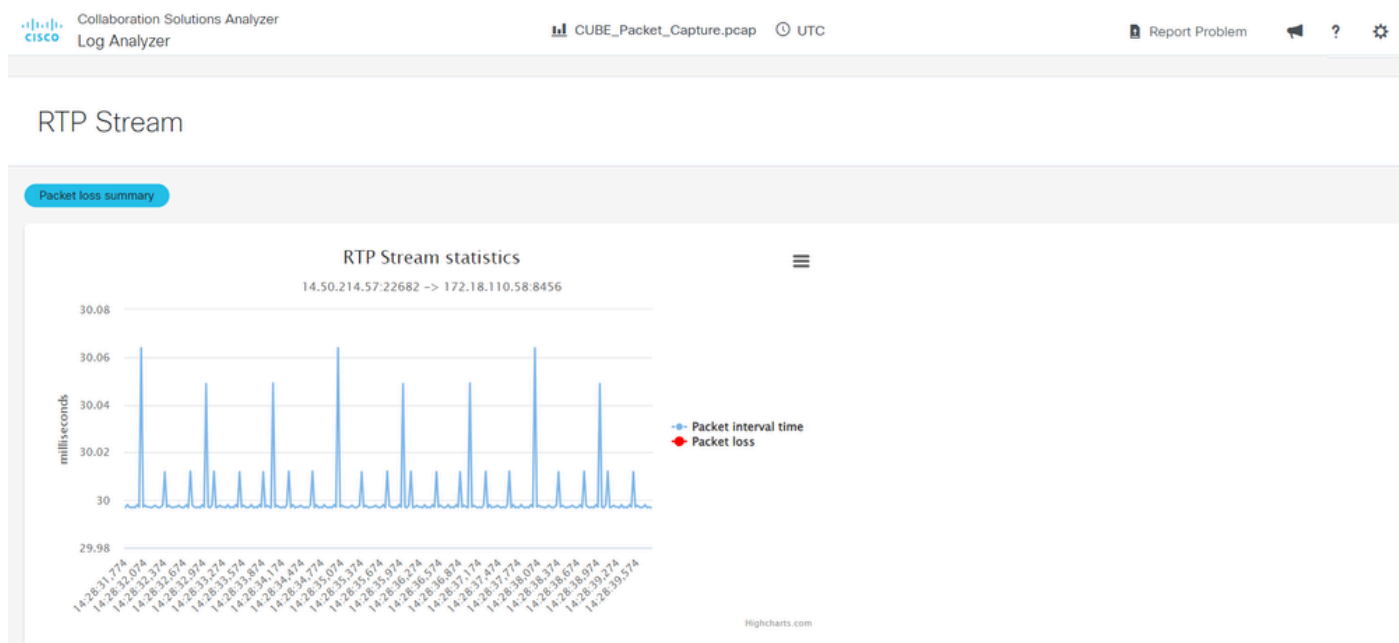 Collaboration Solutions Analyzer
CISCO
Log Analyzer
CUBE_Packet_Capture.pcap
UTC
Report Problem
?
RTP Stream
Packet loss summary
RTP Stream statistics
14.50.214.57:22682 -> 172.18.110.58:8456
30.08
30.06
30.04
30.02
30
29.98
milliseconds
Packet interval time
Packet loss
14:28:31,774
14:28:32,074
14:28:32,374
14:28:32,674
14:28:32,974
14:28:33,274
14:28:33,574
14:28:33,874
14:28:34,174
14:28:34,474
14:28:34,774
14:28:35,074
14:28:35,374
14:28:35,674
14:28:35,974
14:28:36,274
14:28:36,574
14:28:36,874
14:28:37,174
14:28:37,474
14:28:37,774
14:28:38,074
14:28:38,374
14:28:38,674
14:28:38,974
14:28:39,274
14:28:39,574
Highcharts.com